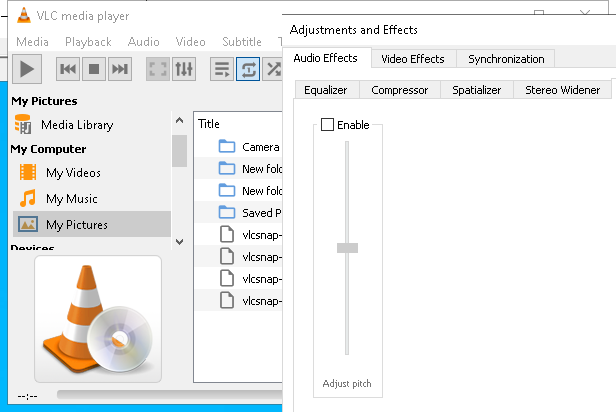 VLC media player
Media Playback Audio Video Subtitle T
My Pictures
Media Library
My Computer
My Videos
My Music
My Pictures
Devices
--:--
Title
Camera
New fold
New fold
Saved P
vlcsnap-
vlcsnap-
vlcsnap-
vlcsnap-
Adjustments and Effects
Audio Effects Video Effects Synchronization
Equalizer Compressor Spatializer Stereo Widener
Enable
Adjust pitch